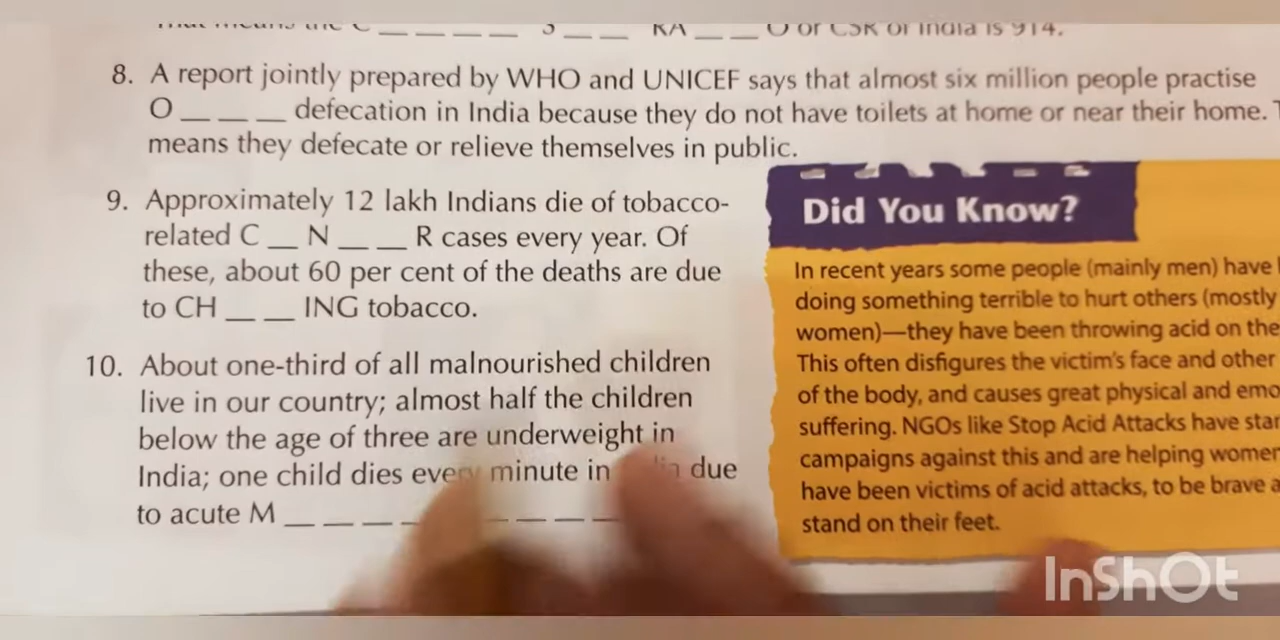 O or CSR of India is 914.
8. A report jointly prepared by WHO and UNICEF says that almost six million people practise
O _ _ _ defecation in India because they do not have toilets at home or near their home.
means they defecate or relieve themselves in public.
9. Approximately 12 lakh Indians die of tobacco-
related C _ N _ _ R cases every year. Of
these, about 60 per cent of the deaths are due
to CH _ _ ING tobacco.
10. About one-third of all malnourished children
live in our country; almost half the children
below the age of three are underweight in
India; one child dies every minute in due
to acute M _ _ _ _ _ _ _
Did You Know?
In recent years some people (mainly men) have
doing something terrible to hurt others (mostly
women)—they have been throwing acid on the
This often disfigures the victim's face and other
of the body, and causes great physical and emo
suffering. NGOs like Stop Acid Attacks have star
campaigns against this and are helping women
have been victims of acid attacks, to be brave a
stand on their feet.
InShOt